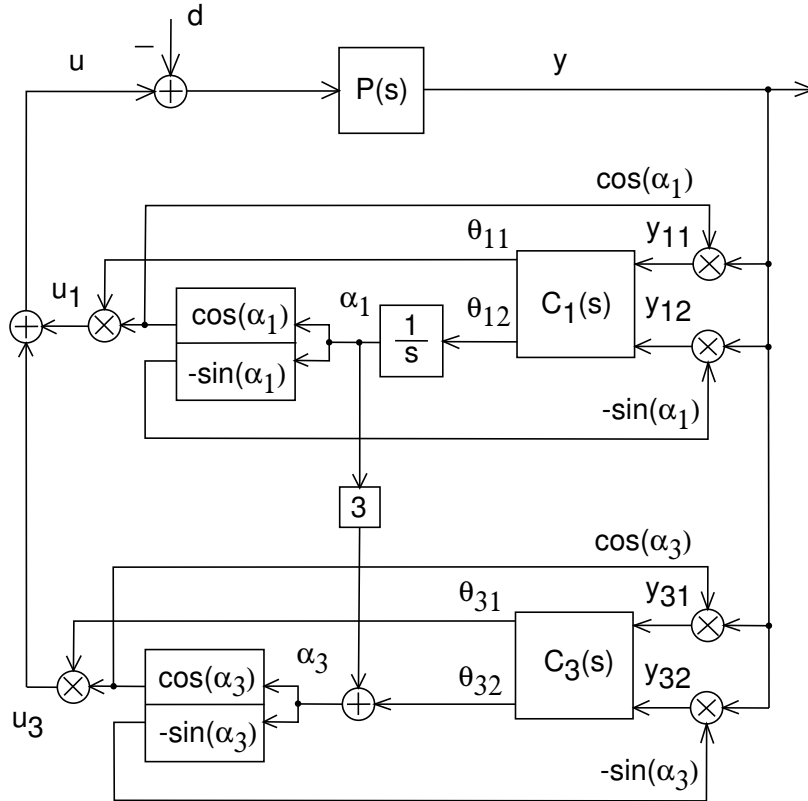 d
−
u
P(s)
y
cos(α1)
θ11
y11
u1
α1
cos(α1)
-sin(α1)
1
s
θ12
C1(s)
y12
-sin(α1)
3
cos(α3)
θ31
y31
α3
cos(α3)
-sin(α3)
θ32
C3(s)
y32
u3
-sin(α3)